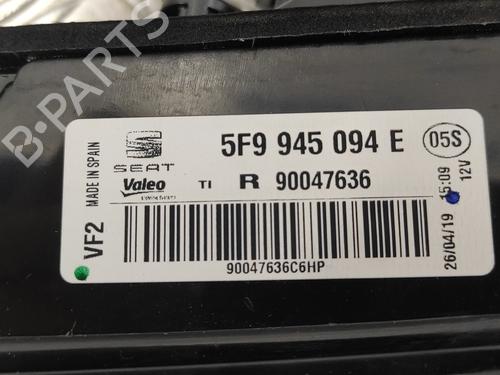 MADE IN SPAIN
VF2
SEAT
5F9 945 094 E
05S
Valeo
TI R 90047636
90047636C6HP
26/04/19 15:09
12V
B-PARTS